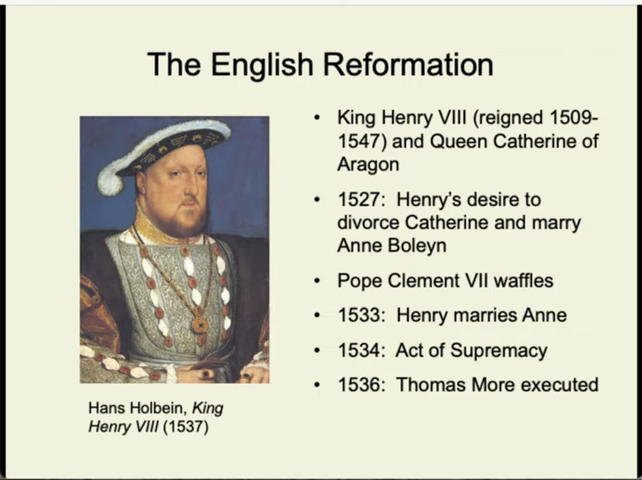 The English Reformation
• King Henry VIII (reigned 1509-
1547) and Queen Catherine of
Aragon
• 1527: Henry's desire to
divorce Catherine and marry
Anne Boleyn
• Pope Clement VII waffles
• 1533: Henry marries Anne
• 1534: Act of Supremacy
• 1536: Thomas More executed
Hans Holbein, King
Henry VIII (1537)